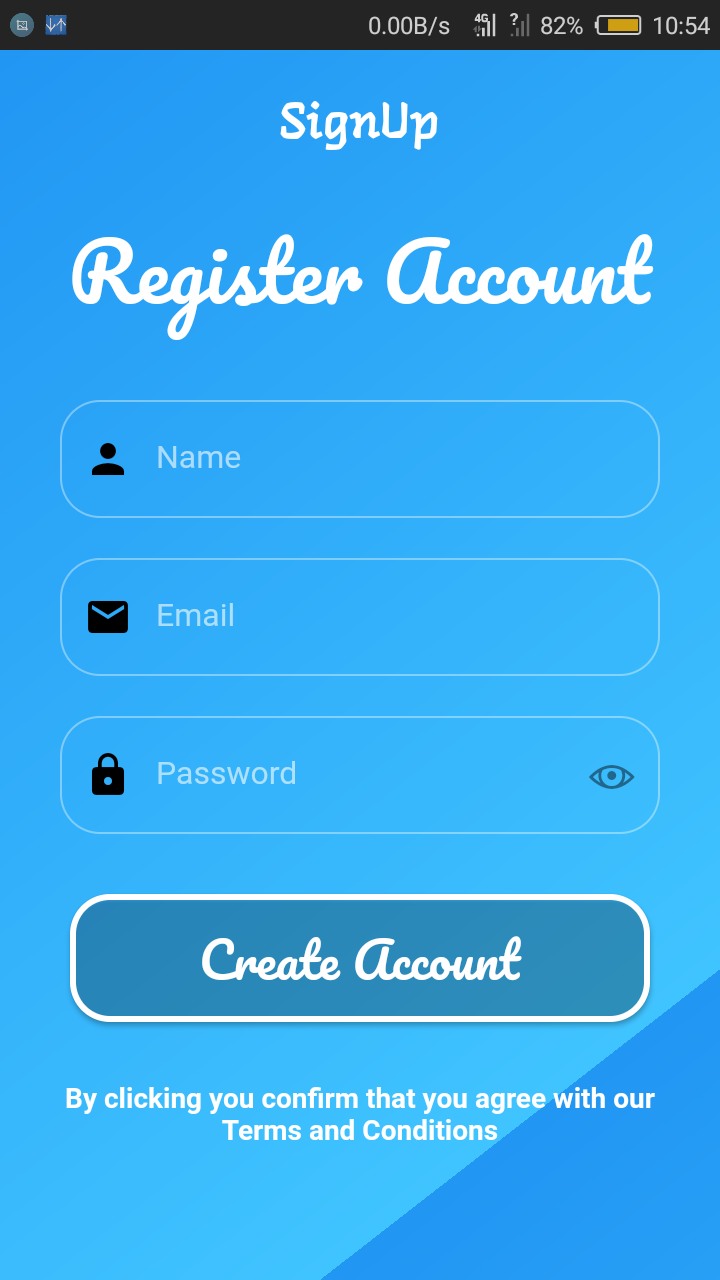 0.00B/s 4G ? 82% 10:54
SignUp
Register Account
Name
Email
Password
Create Account
By clicking you confirm that you agree with our
Terms and Conditions